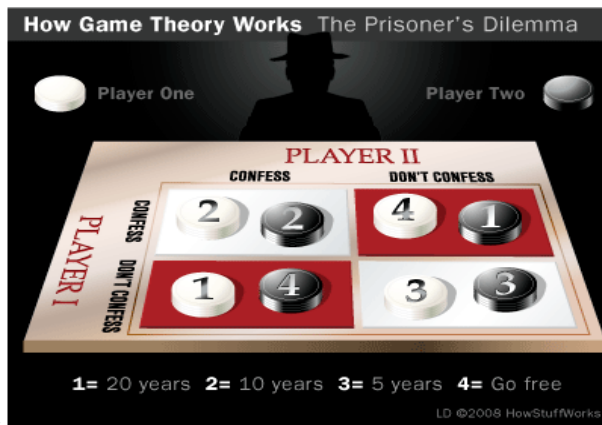 How Game Theory Works The Prisoner's Dilemma
Player One Player Two
PLAYER II
CONFESS DON'T CONFESS
PLAYER I
CONFESS
2 2 4 1
DON'T CONFESS
1 4 3 3
1= 20 years 2= 10 years 3= 5 years 4= Go free
LD ©2008 HowStuffWorks